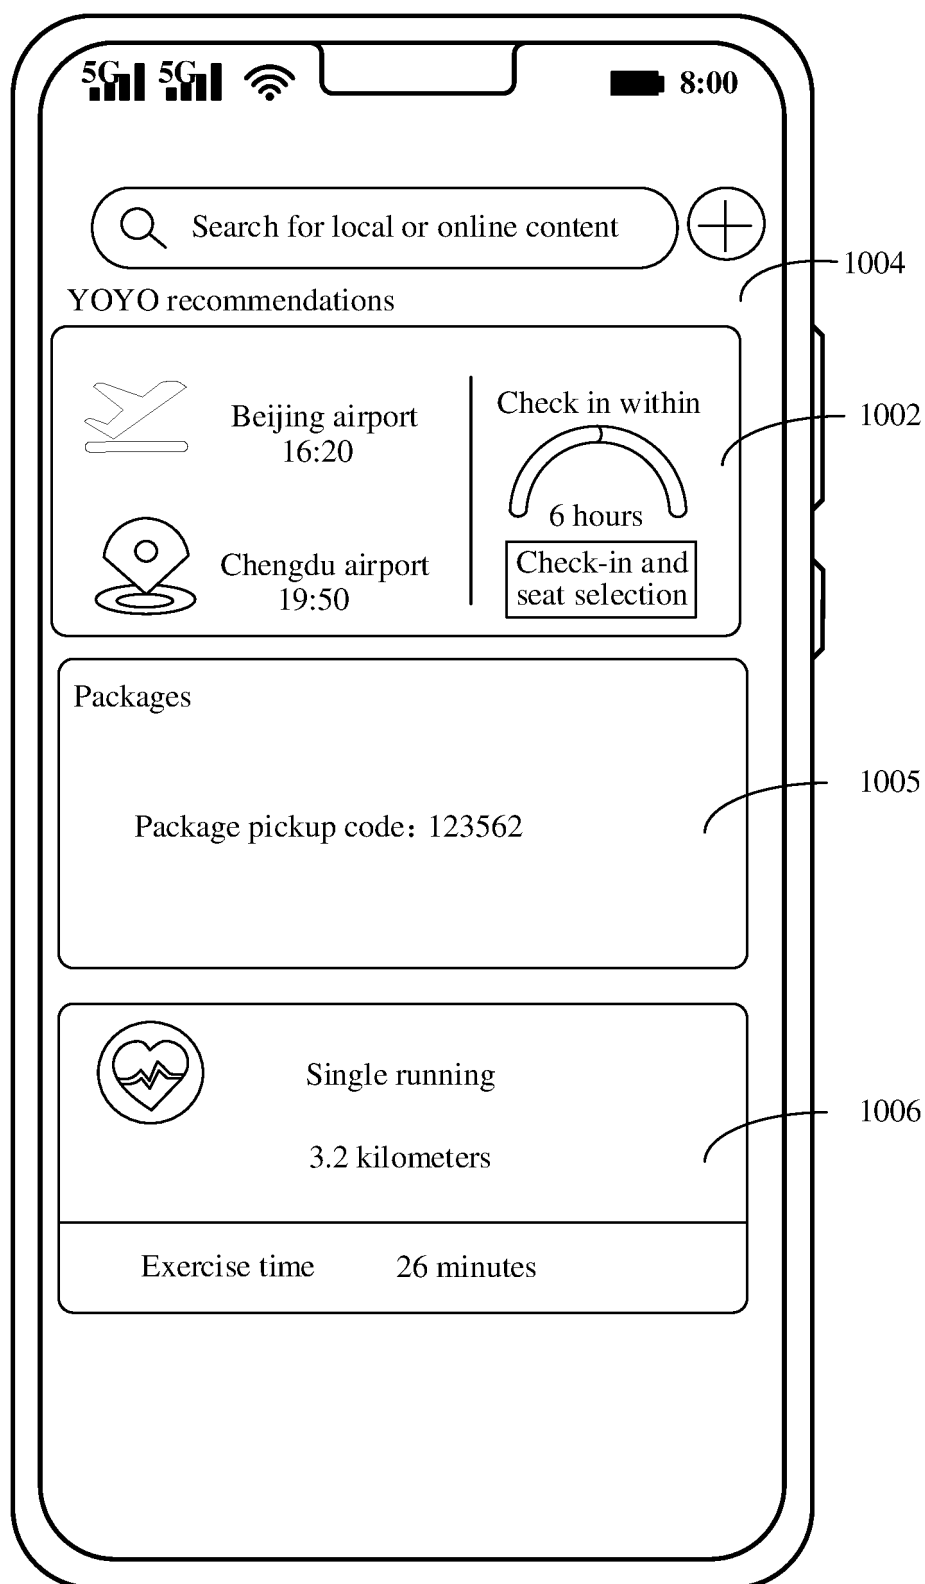 5G 5G 8:00
Search for local or online content
1004
YOYO recommendations
Beijing airport
16:20
Check in within
1002
6 hours
Chengdu airport
19:50
Check-in and
seat selection
Packages
1005
Package pickup code: 123562
Single running
1006
3.2 kilometers
Exercise time 26 minutes